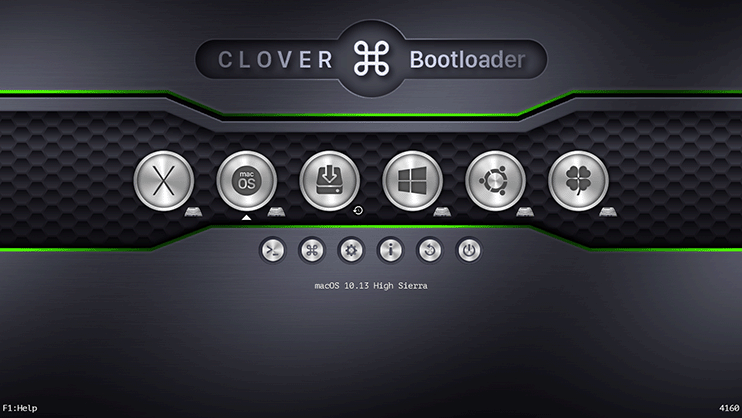 CLOVER ⌘ Bootloader
mac
OS
macOS 10.13 High Sierra
F1:Help
4160